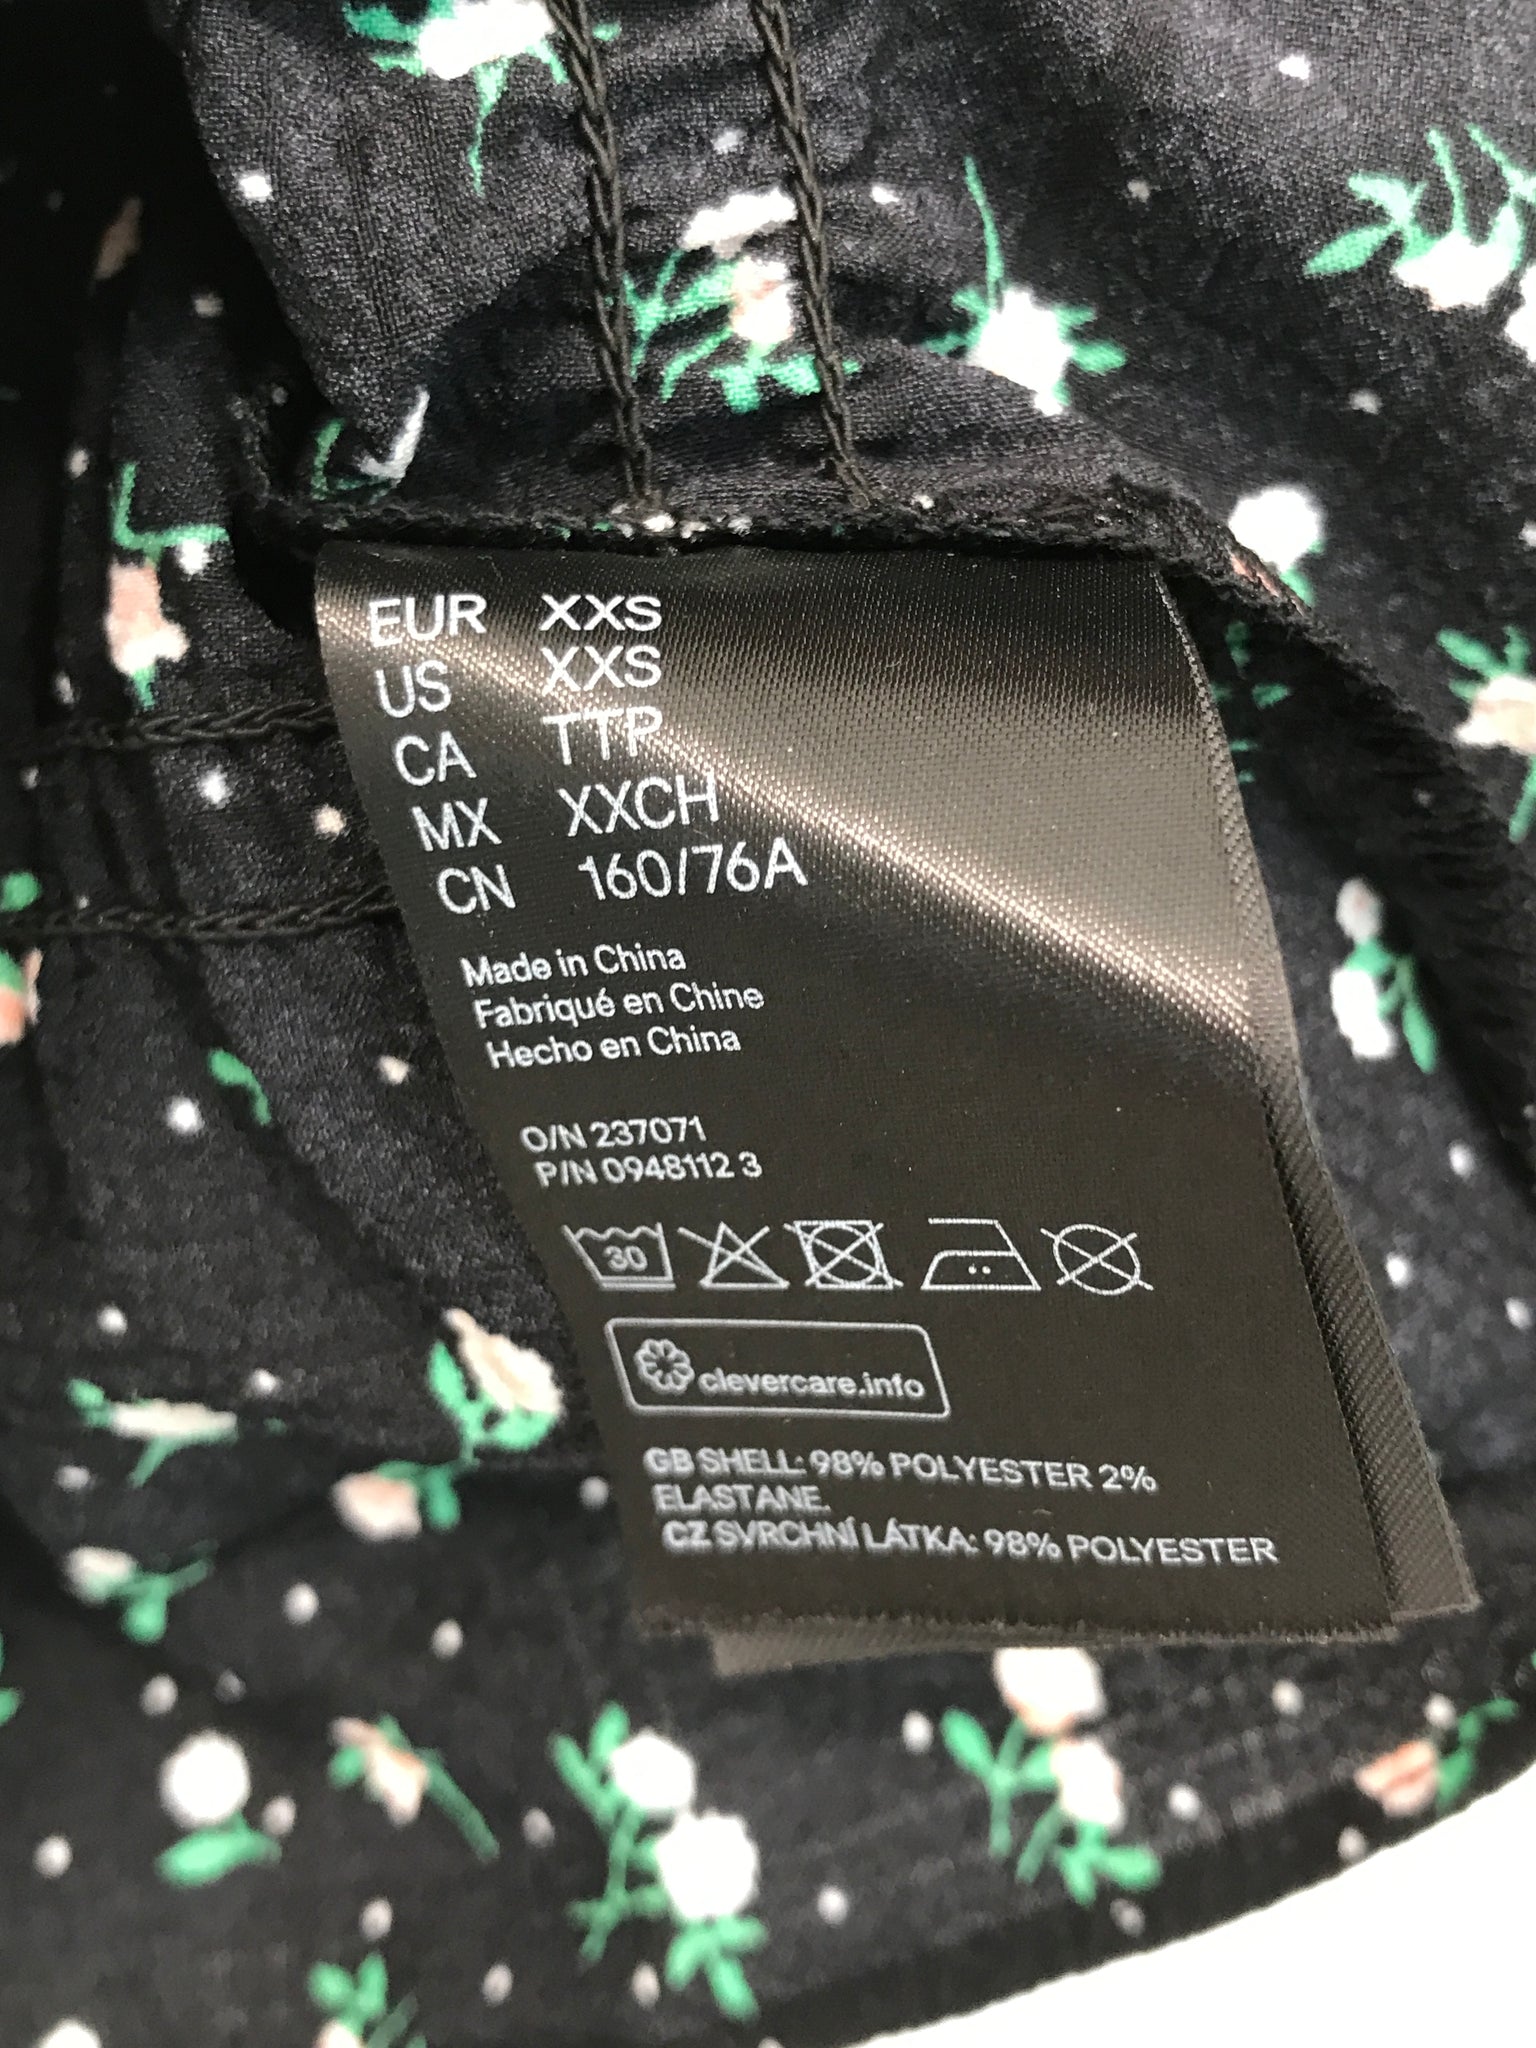 EUR XXS
US XXS
CA TTP
MX XXCH
CN 160/76A
Made in China
Fabriqué en Chine
Hecho en China
O/N 237071
P/N 0948112 3
30
clevercare.info
GB SHELL: 98% POLYESTER 2%
ELASTANE.
CZ SVRCHNÍ LÁTKA: 98% POLYESTER